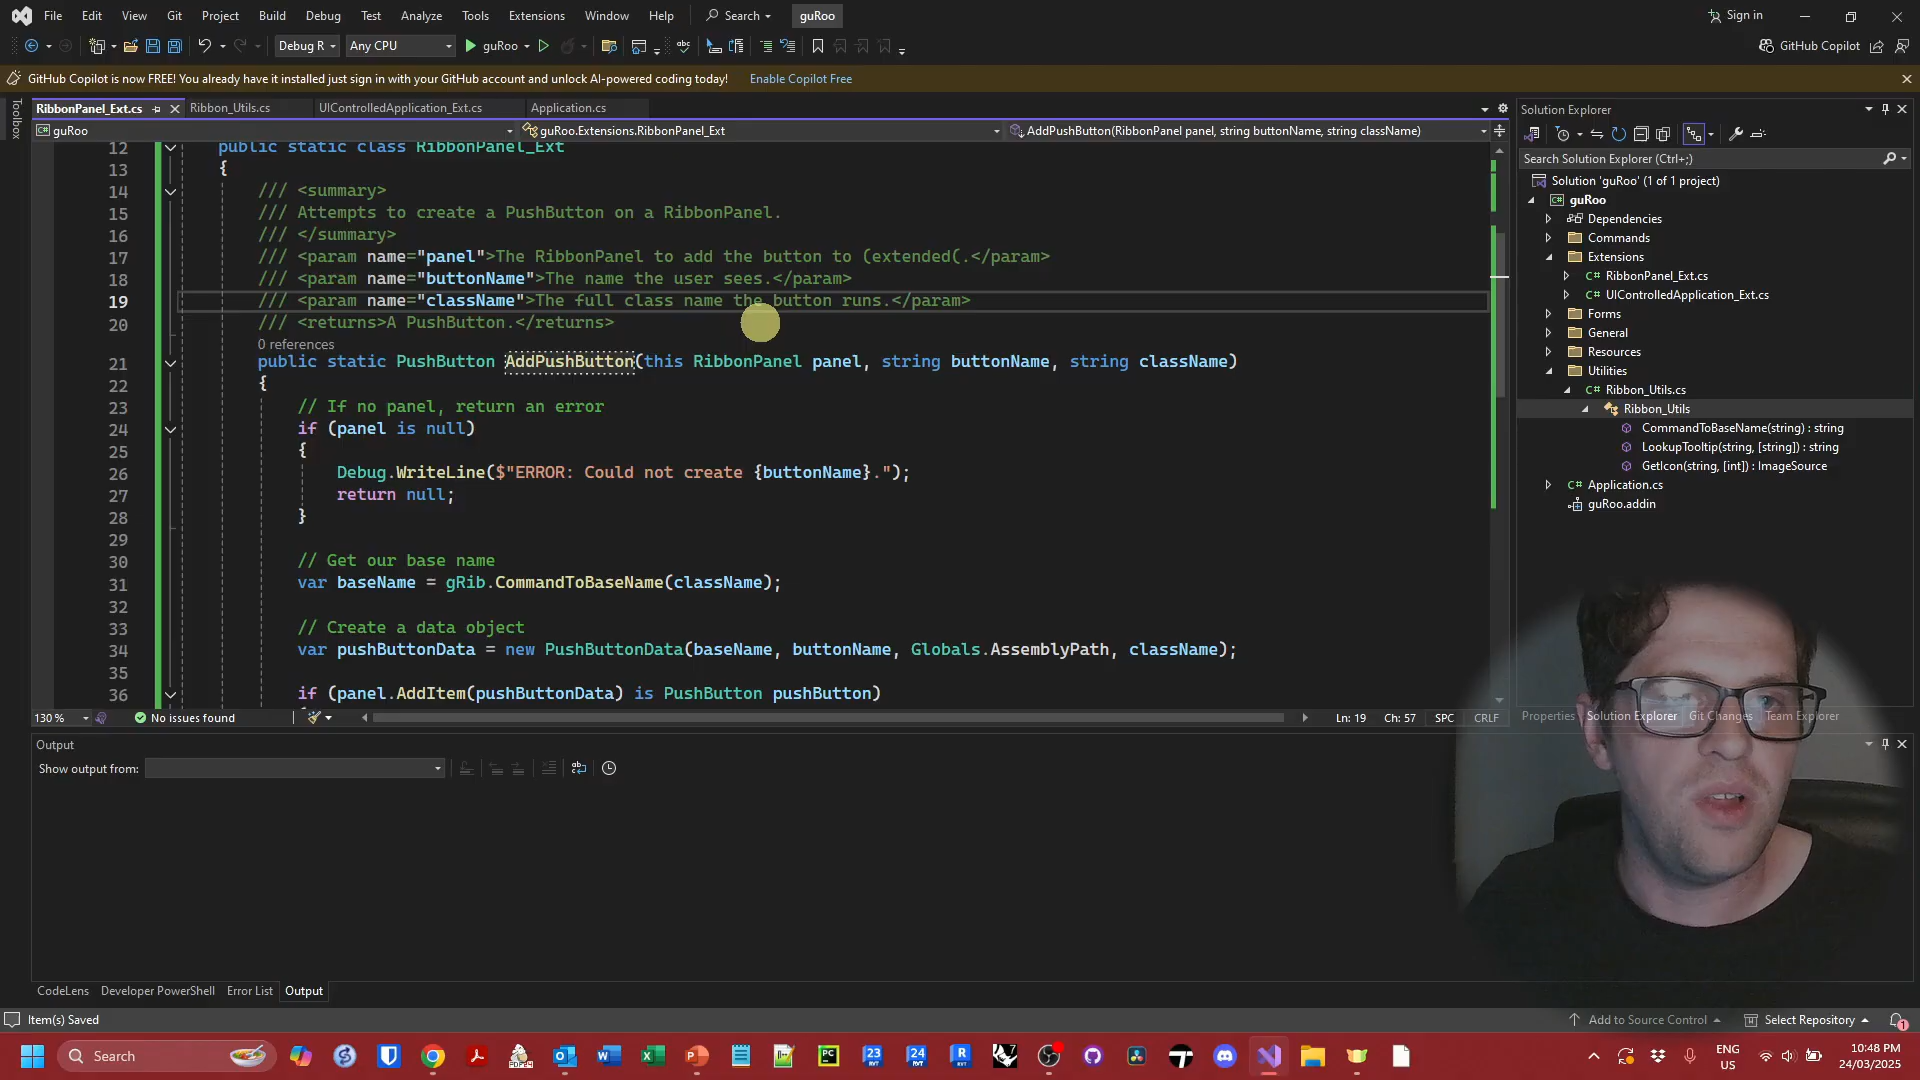 File Edit View Git Project Build Debug Test Analyze Tools Extensions Window Help Search guRoo Sign in
Debug R Any CPU guRoo GitHub Copilot
GitHub Copilot is now FREE! You already have it installed just sign in with your GitHub account and unlock AI-powered coding today! Enable Copilot Free
Toolbox
RibbonPanel_Ext.cs Ribbon_Utils.cs UIControlledApplication_Ext.cs Application.cs
guRoo guRoo.Extensions.RibbonPanel_Ext AddPushButton(RibbonPanel panel, string buttonName, string className)
12 public static class RibbonPanel_Ext
13 {
14 /// <summary>
15 /// Attempts to create a PushButton on a RibbonPanel.
16 /// </summary>
17 /// <param name="panel">The RibbonPanel to add the button to (extended(.</param>
18 /// <param name="buttonName">The name the user sees.</param>
19 /// <param name="className">The full class name the button runs.</param>
20 /// <returns>A PushButton.</returns>
0 references
21 public static PushButton AddPushButton(this RibbonPanel panel, string buttonName, string className)
22 {
23 // If no panel, return an error
24 if (panel is null)
25 {
26 Debug.WriteLine($"ERROR: Could not create {buttonName}.");
27 return null;
28 }
29
30 // Get our base name
31 var baseName = gRib.CommandToBaseName(className);
32
33 // Create a data object
34 var pushButtonData = new PushButtonData(baseName, buttonName, Globals.AssemblyPath, className);
35
36 if (panel.AddItem(pushButtonData) is PushButton pushButton)
130 % No issues found Ln: 19 Ch: 57 SPC CRLF
Solution Explorer
Search Solution Explorer (Ctrl+;)
Solution 'guRoo' (1 of 1 project)
guRoo
Dependencies
Commands
Extensions
C# RibbonPanel_Ext.cs
C# UIControlledApplication_Ext.cs
Forms
General
Resources
Utilities
C# Ribbon_Utils.cs
Ribbon_Utils
CommandToBaseName(string) : string
LookupTooltip(string, [string]) : string
GetIcon(string, [int]) : ImageSource
C# Application.cs
guRoo.addin
Properties Solution Explorer Git Changes Team Explorer
Output
Show output from:
CodeLens Developer PowerShell Error List Output
Item(s) Saved Add to Source Control Select Repository 1
Search ENG 10:48 PM
US 24/03/2025